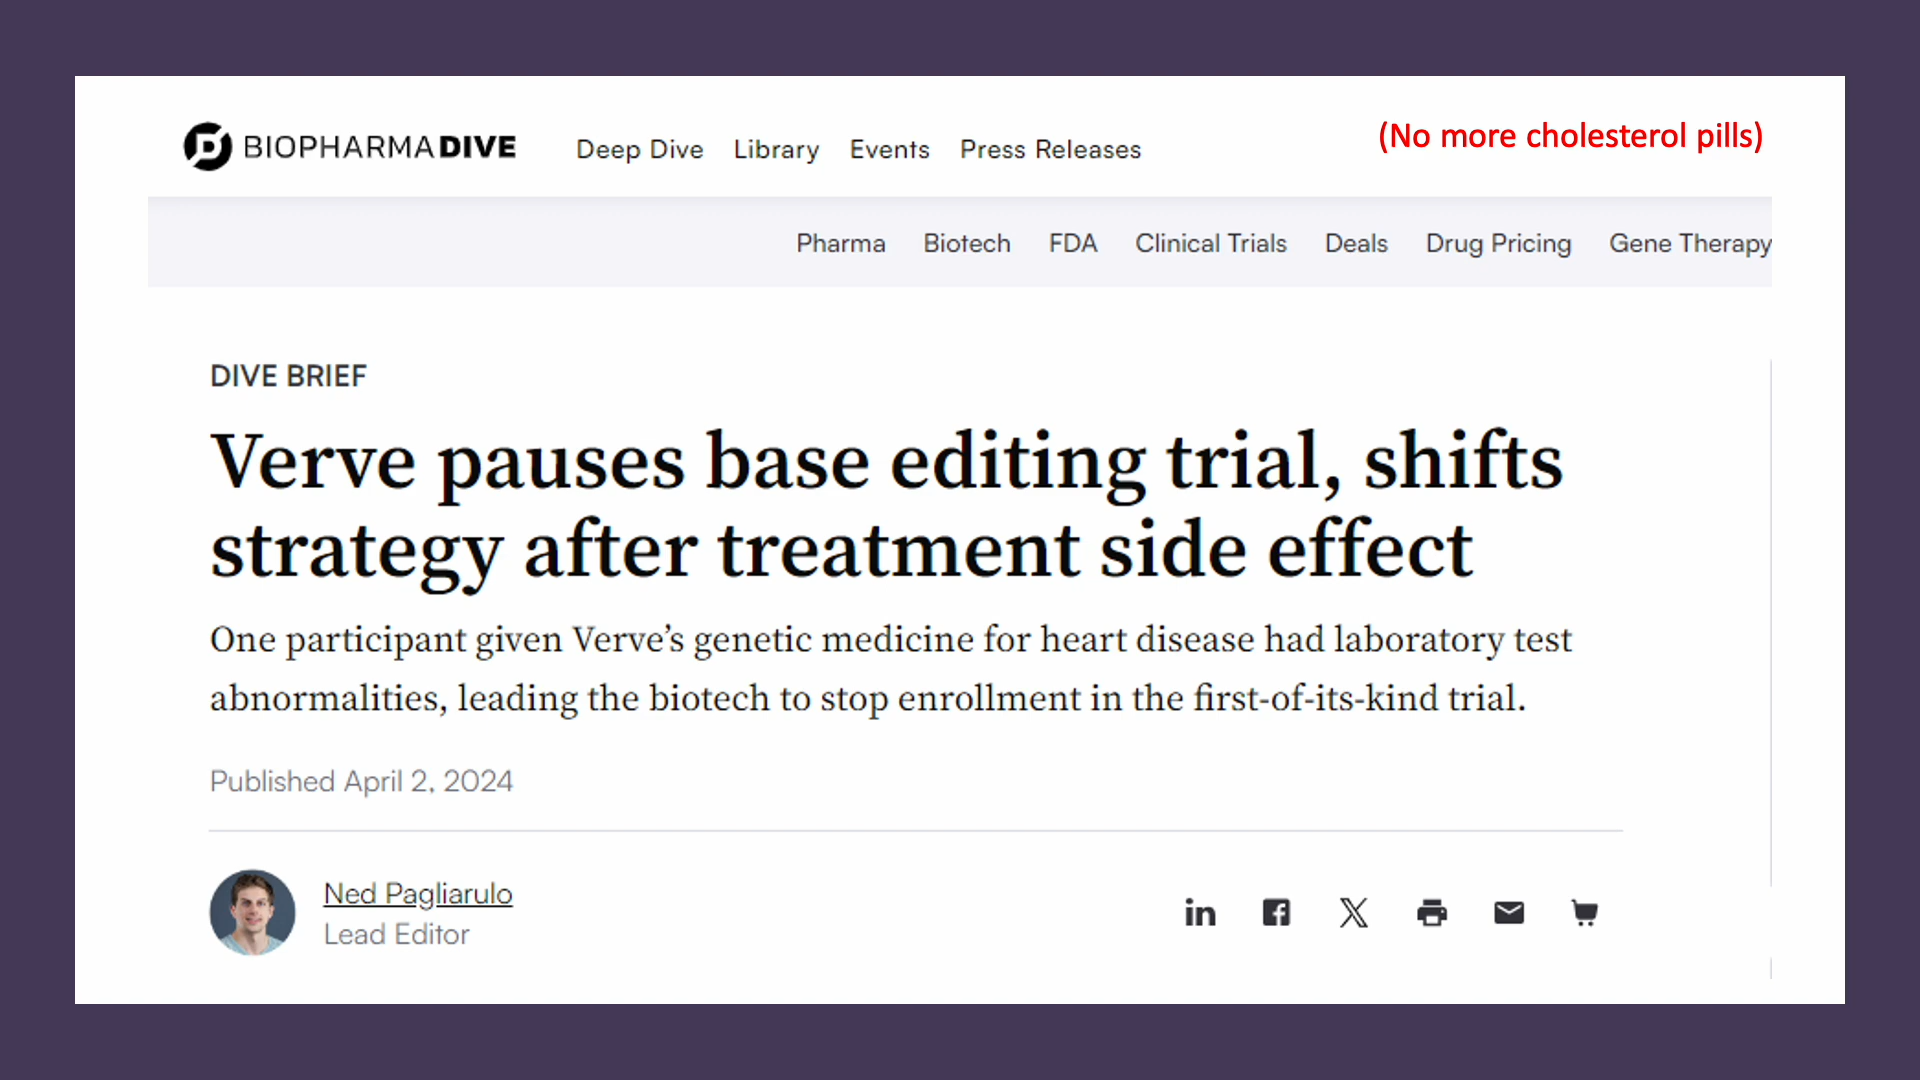 BIOPHARMADIVE Deep Dive Library Events Press Releases (No more cholesterol pills)
Pharma Biotech FDA Clinical Trials Deals Drug Pricing Gene Therapy
DIVE BRIEF
Verve pauses base editing trial, shifts
strategy after treatment side effect
One participant given Verve’s genetic medicine for heart disease had laboratory test
abnormalities, leading the biotech to stop enrollment in the first-of-its-kind trial.
Published April 2, 2024
Ned Pagliarulo
Lead Editor